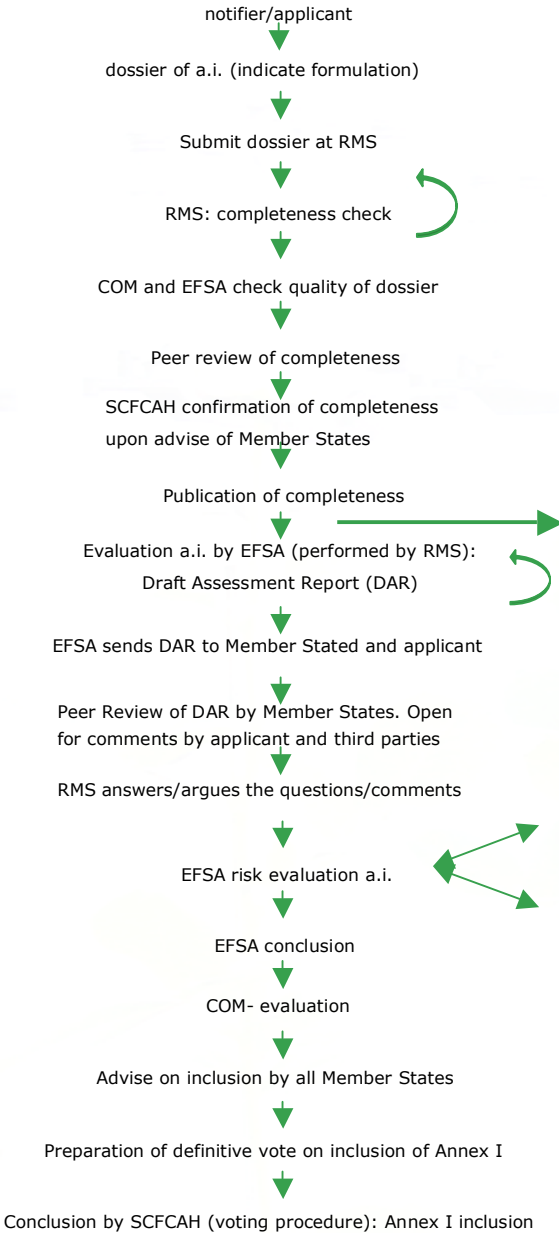 notifier/applicant
dossier of a.i. (indicate formulation)
Submit dossier at RMS
RMS: completeness check
COM and EFSA check quality of dossier
Peer review of completeness
SCFCAH confirmation of completeness
upon advise of Member States
Publication of completeness
Evaluation a.i. by EFSA (performed by RMS):
Draft Assessment Report (DAR)
EFSA sends DAR to Member Stated and applicant
Peer Review of DAR by Member States. Open
for comments by applicant and third parties
RMS answers/argues the questions/comments
EFSA risk evaluation a.i.
EFSA conclusion
COM- evaluation
Advise on inclusion by all Member States
Preparation of definitive vote on inclusion of Annex I
Conclusion by SCFCAH (voting procedure): Annex I inclusion